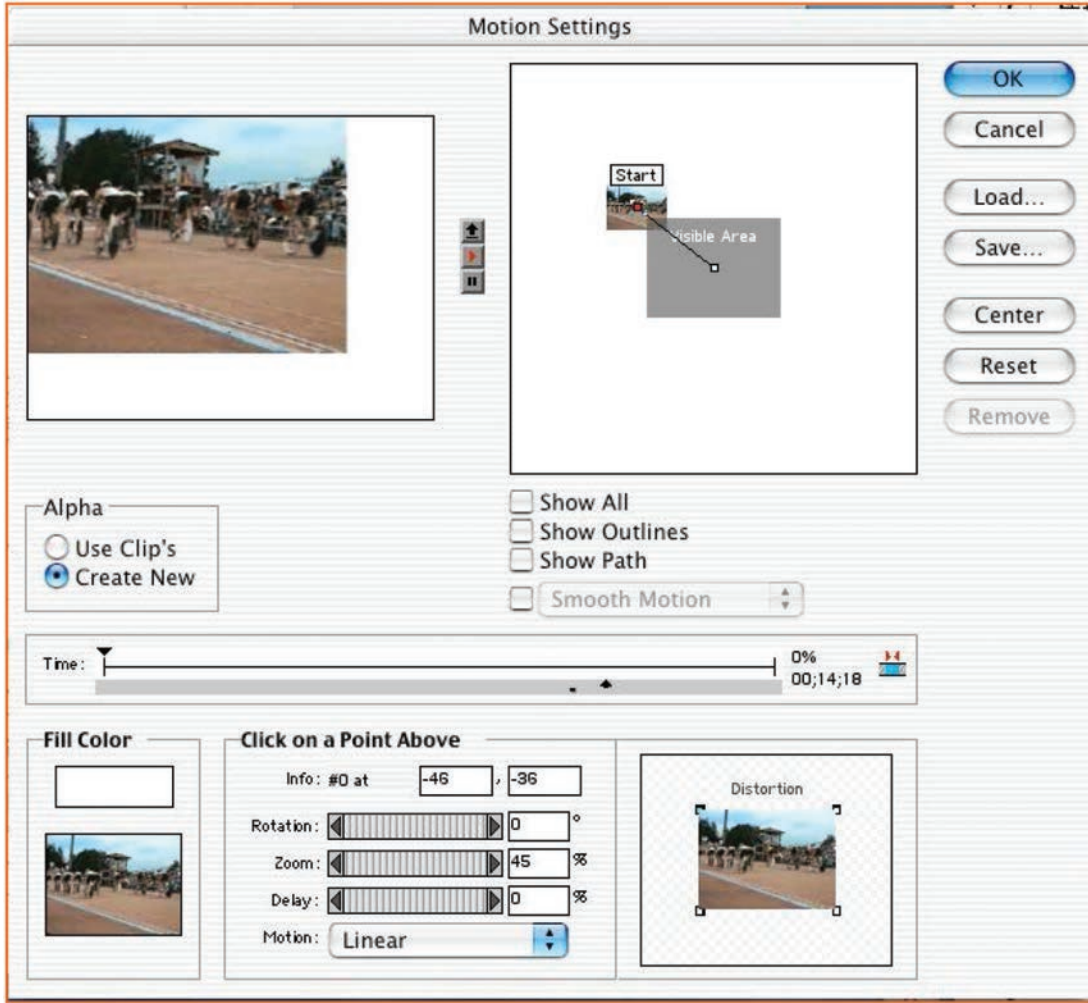 Motion Settings
OK
Cancel
Load...
Save...
Center
Reset
Remove
Start
Visible Area
Alpha
Use Clip's
Create New
Show All
Show Outlines
Show Path
Smooth Motion
Time:
0%
00;14;18
Fill Color
Click on a Point Above
Info: #0 at -46 , -36
Rotation: 0 °
Zoom: 45 %
Delay: 0 %
Motion: Linear
Distortion